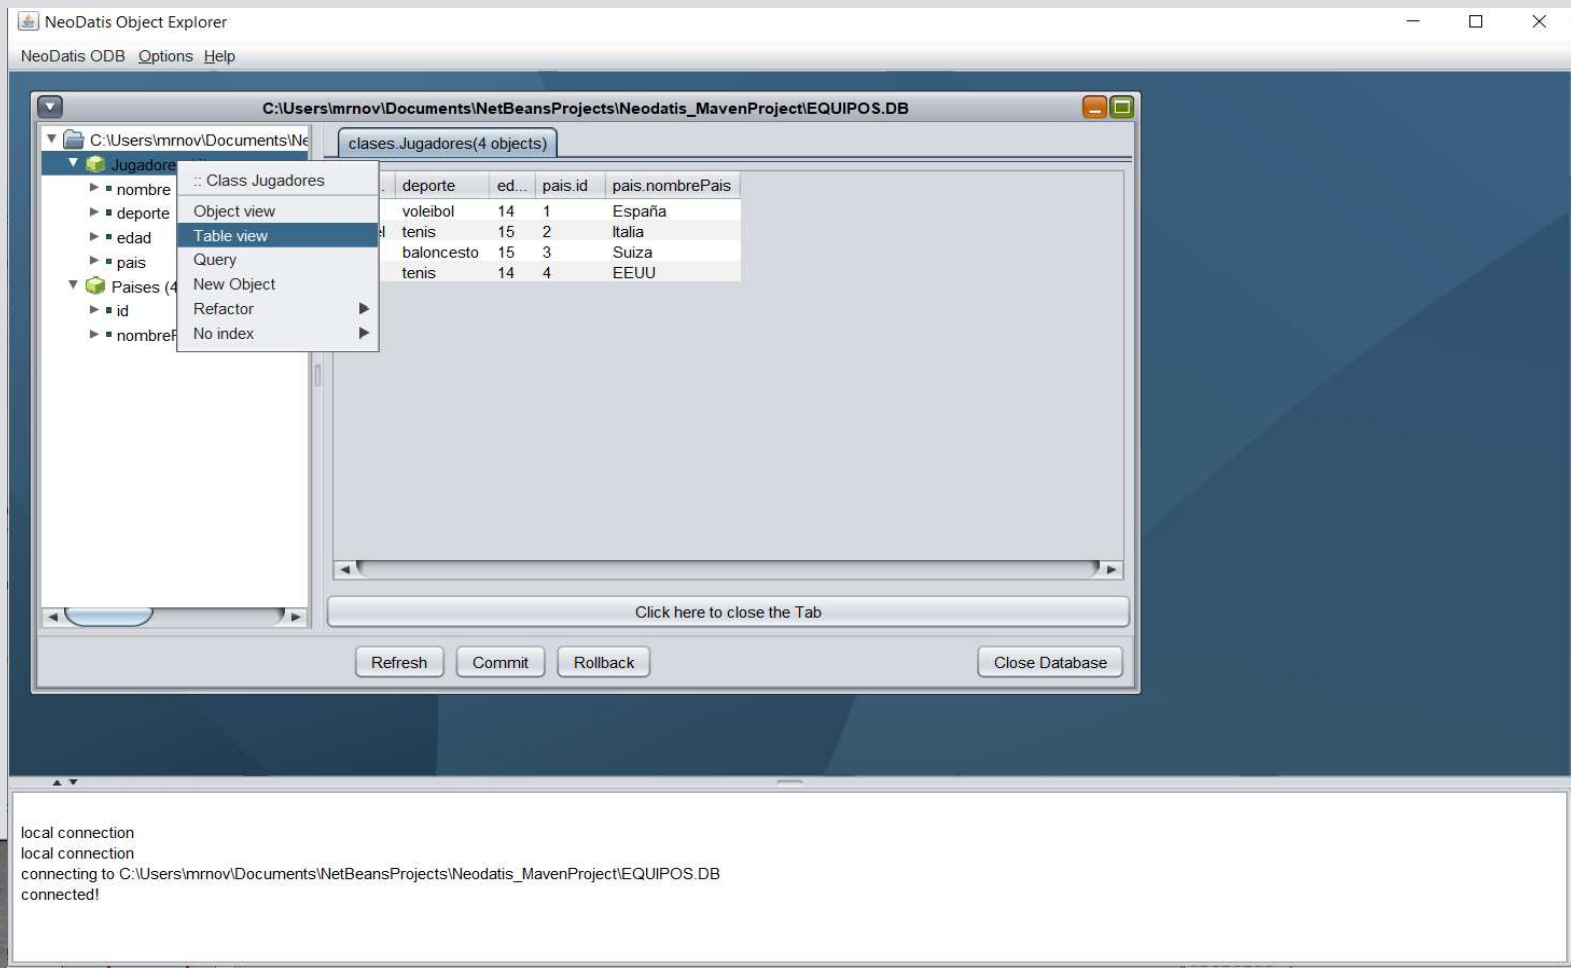 NeoDatis Object Explorer
NeoDatis ODB Options Help
C:\Users\mrnov\Documents\NetBeansProjects\Neodatis_MavenProject\EQUIPOS.DB
C:\Users\mrnov\Documents\Ne
Jugadore
nombre
deporte
edad
pais
Paises (4
id
nombreF
:: Class Jugadores
Object view
Table view
Query
New Object
Refactor
No index
clases.Jugadores(4 objects)
deporte ed... pais.id pais.nombrePais
voleibol 14 1 España
tenis 15 2 Italia
baloncesto 15 3 Suiza
tenis 14 4 EEUU
Click here to close the Tab
Refresh Commit Rollback Close Database
local connection
local connection
connecting to C:\Users\mrnov\Documents\NetBeansProjects\Neodatis_MavenProject\EQUIPOS.DB
connected!